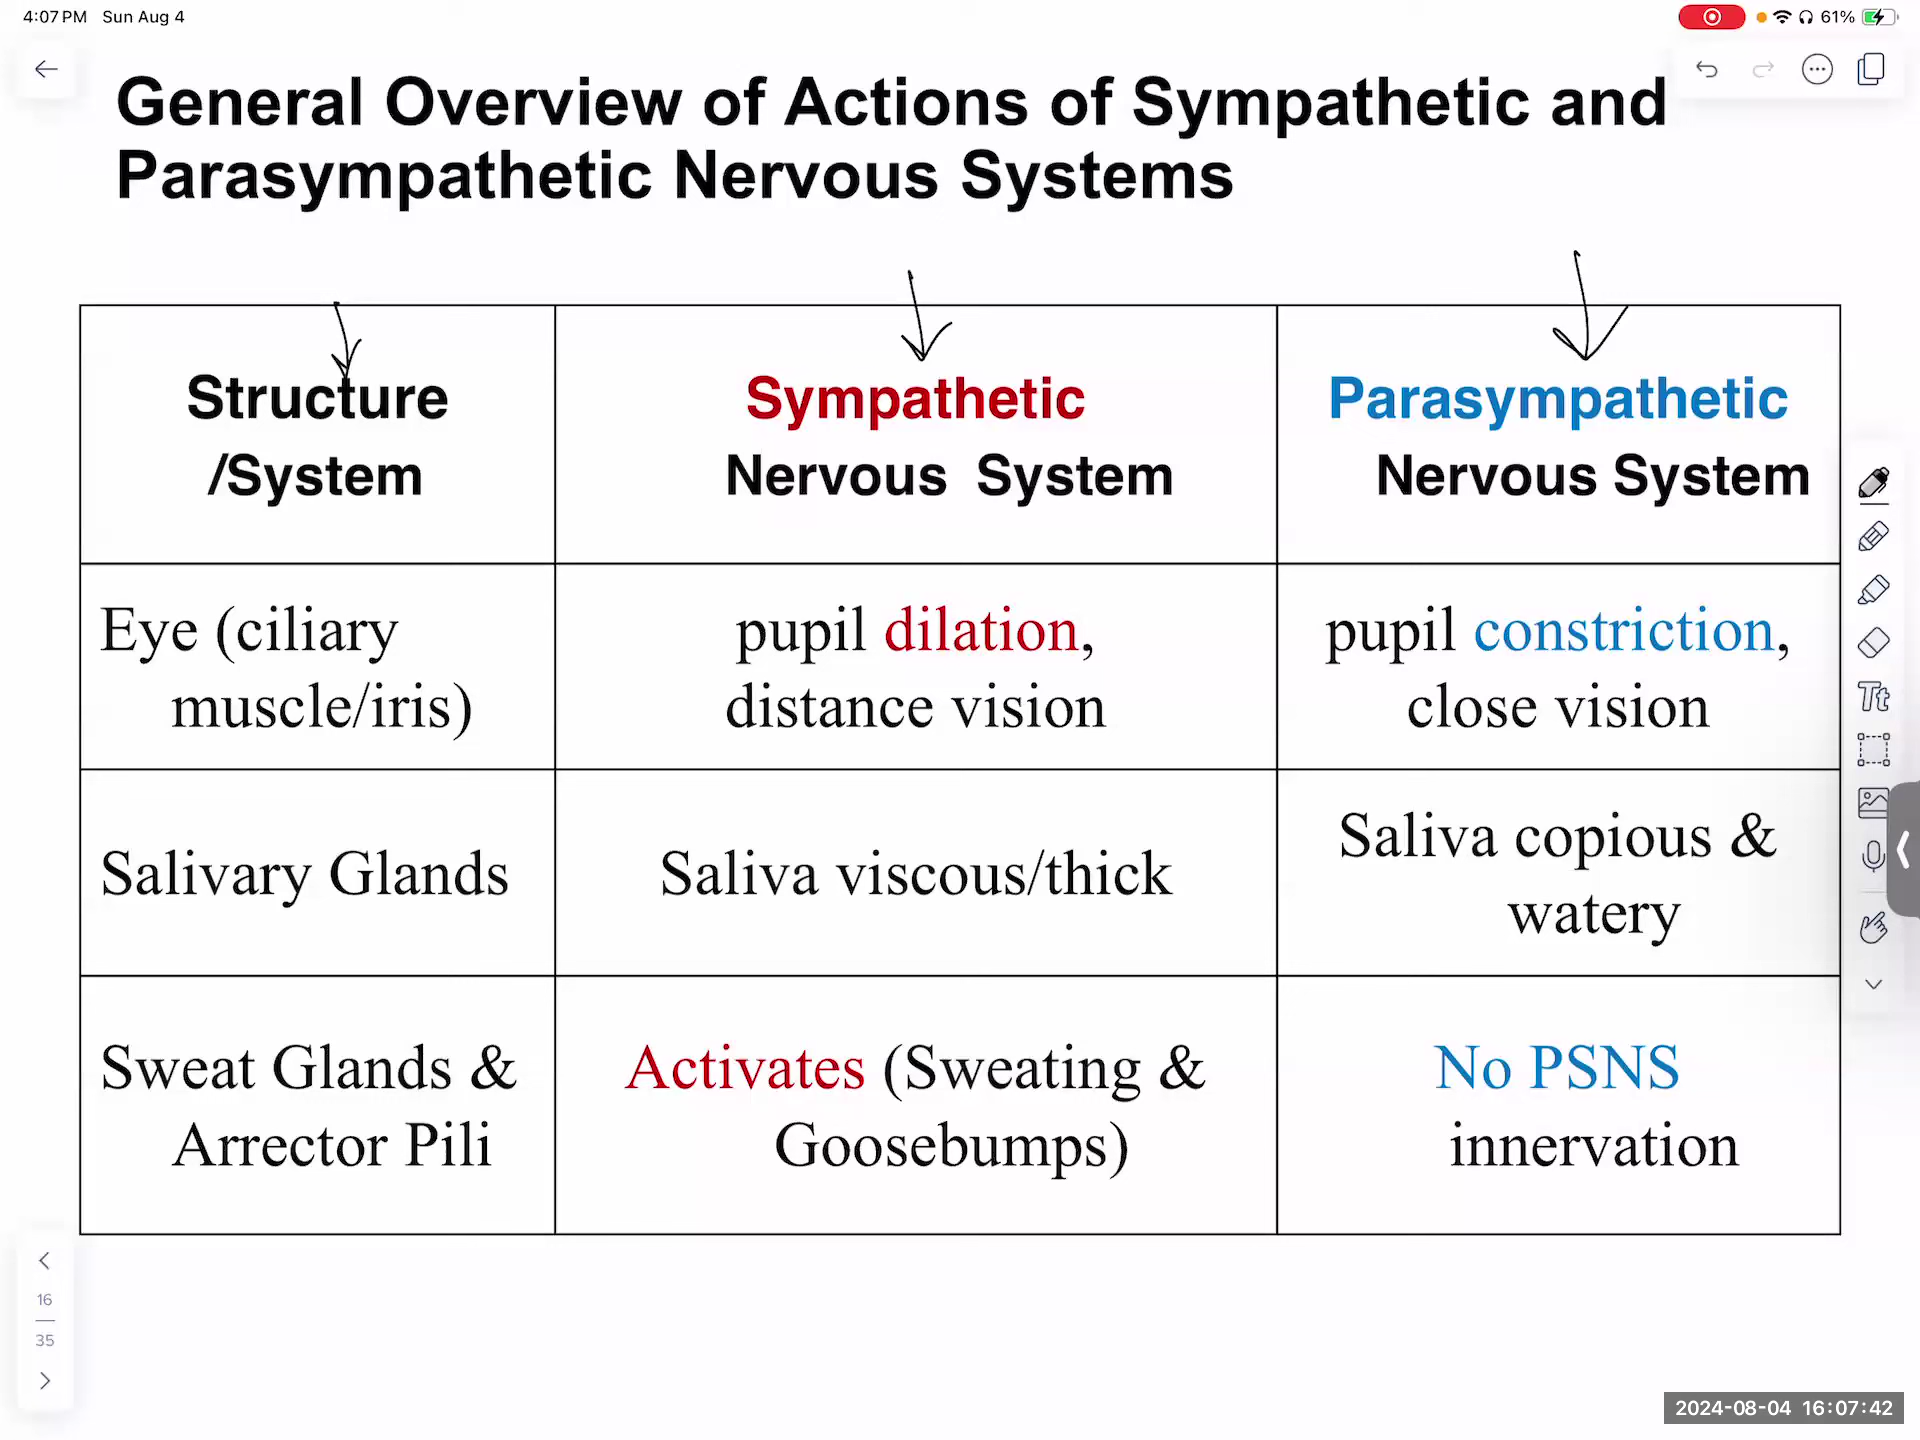 4:07 PM Sun Aug 4
61%
General Overview of Actions of Sympathetic and
Parasympathetic Nervous Systems
Structure
/System
Sympathetic
Nervous System
Parasympathetic
Nervous System
Eye (ciliary
muscle/iris)
pupil dilation,
distance vision
pupil constriction,
close vision
Salivary Glands
Saliva viscous/thick
Saliva copious &
watery
Sweat Glands &
Arrector Pili
Activates (Sweating &
Goosebumps)
No PSNS
innervation
Tt
16
35
2024-08-04 16:07:42